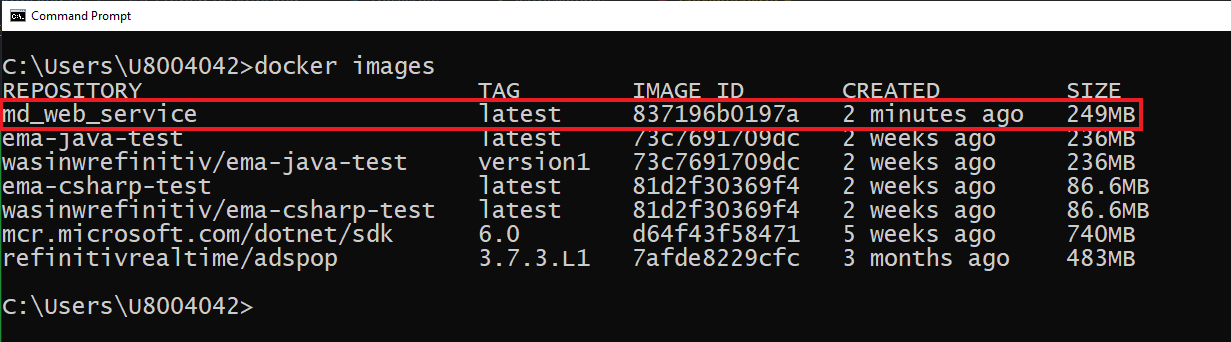 Command Prompt
C:\Users\U8004042>docker images
REPOSITORY TAG IMAGE ID CREATED SIZE
md_web_service latest 837196b0197a 2 minutes ago 249MB
ema-java-test latest 73c7691709dc 2 weeks ago 236MB
wasinwrefinitiv/ema-java-test version1 73c7691709dc 2 weeks ago 236MB
ema-csharp-test latest 81d2f30369f4 2 weeks ago 86.6MB
wasinwrefinitiv/ema-csharp-test latest 81d2f30369f4 2 weeks ago 86.6MB
mcr.microsoft.com/dotnet/sdk 6.0 d64f43f58471 5 weeks ago 740MB
refinitivrealtime/adspop 3.7.3.L1 7afde8229cfc 3 months ago 483MB
C:\Users\U8004042>